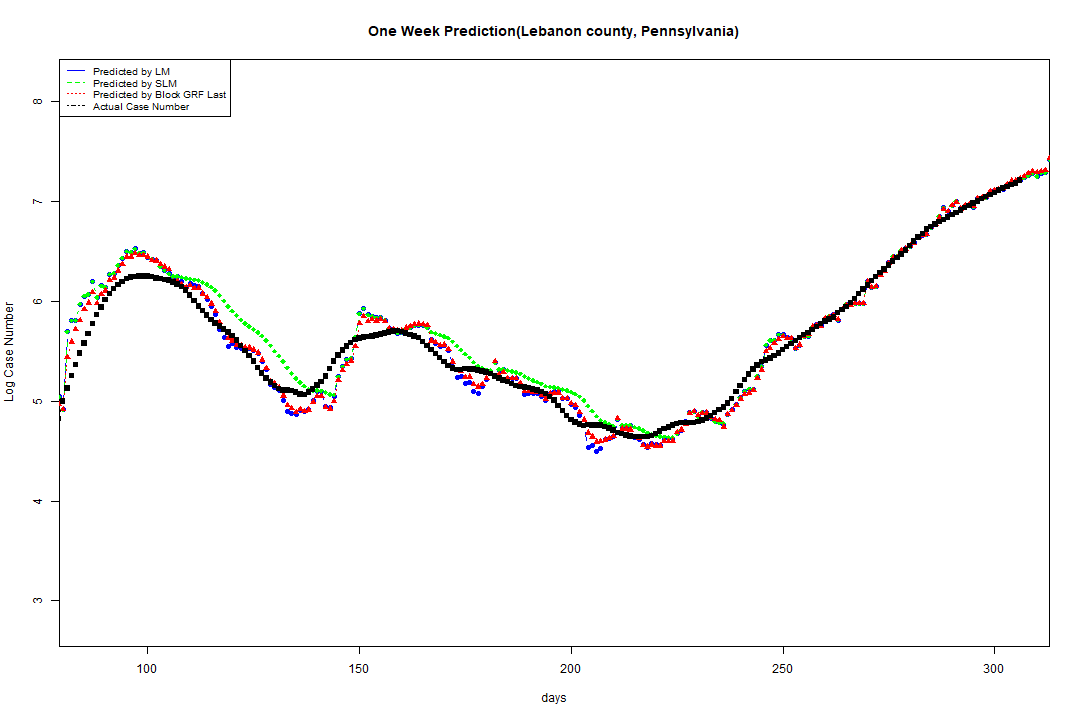 One Week Prediction(Lebanon county, Pennsylvania)
Predicted by LM
Predicted by SLM
Predicted by Block GRF Last
Actual Case Number
8
7
6
5
4
3
Log Case Number
100 150 200 250 300
days